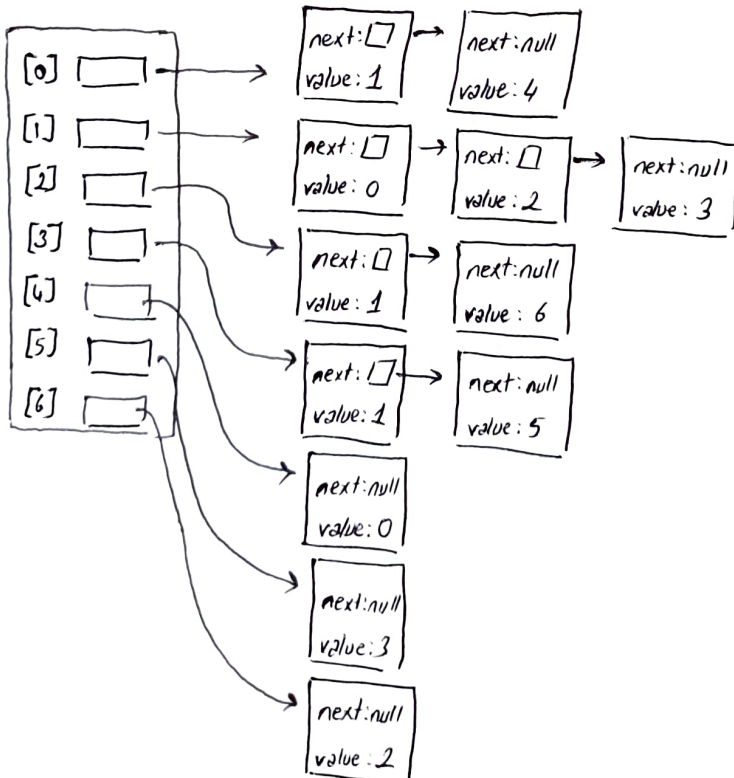 [0]
next:
value: 1
next:null
value: 4
[1]
next:
value: 0
next:
value: 2
next:null
value: 3
[2]
next:
value: 1
next:null
value: 6
[3]
next:
value: 1
next:null
value: 5
[4]
next:null
value: 0
[5]
next:null
value: 3
[6]
next:null
value: 2